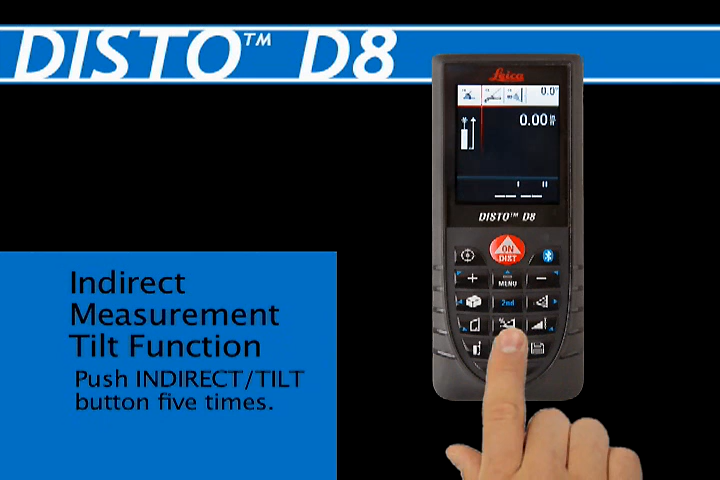 DISTO™ D8
Leica
0.0°
0.00
DISTO™ D8
ON
DIST
+
MENU
−
2nd
Indirect
Measurement
Tilt Function
Push INDIRECT/TILT
button five times.